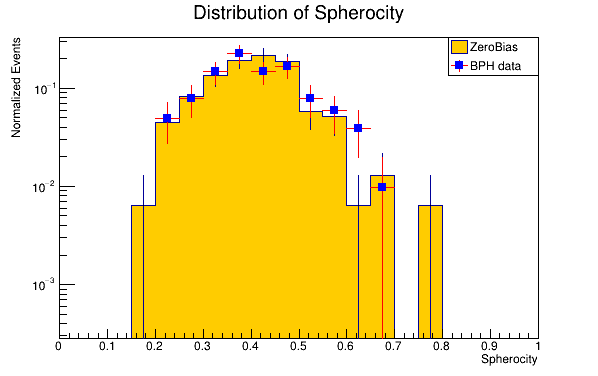 Distribution of Spherocity
Normalized Events
ZeroBias
BPH data
10⁻¹
10⁻²
10⁻³
0 0.1 0.2 0.3 0.4 0.5 0.6 0.7 0.8 0.9 1
Spherocity